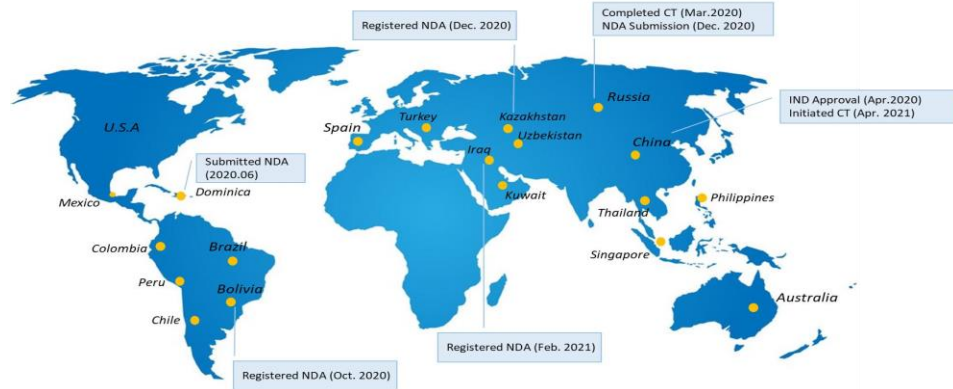 Registered NDA (Dec. 2020)
Completed CT (Mar.2020)
NDA Submission (Dec. 2020)
Russia
IND Approval (Apr.2020)
Initiated CT (Apr. 2021)
U.S.A
Spain
Turkey
Kazakhstan
Uzbekistan
China
Iraq
Submitted NDA
(2020.06)
Dominica
Mexico
Kuwait
Thailand
Philippines
Colombia
Brazil
Singapore
Peru
Bolivia
Australia
Chile
Registered NDA (Feb. 2021)
Registered NDA (Oct. 2020)